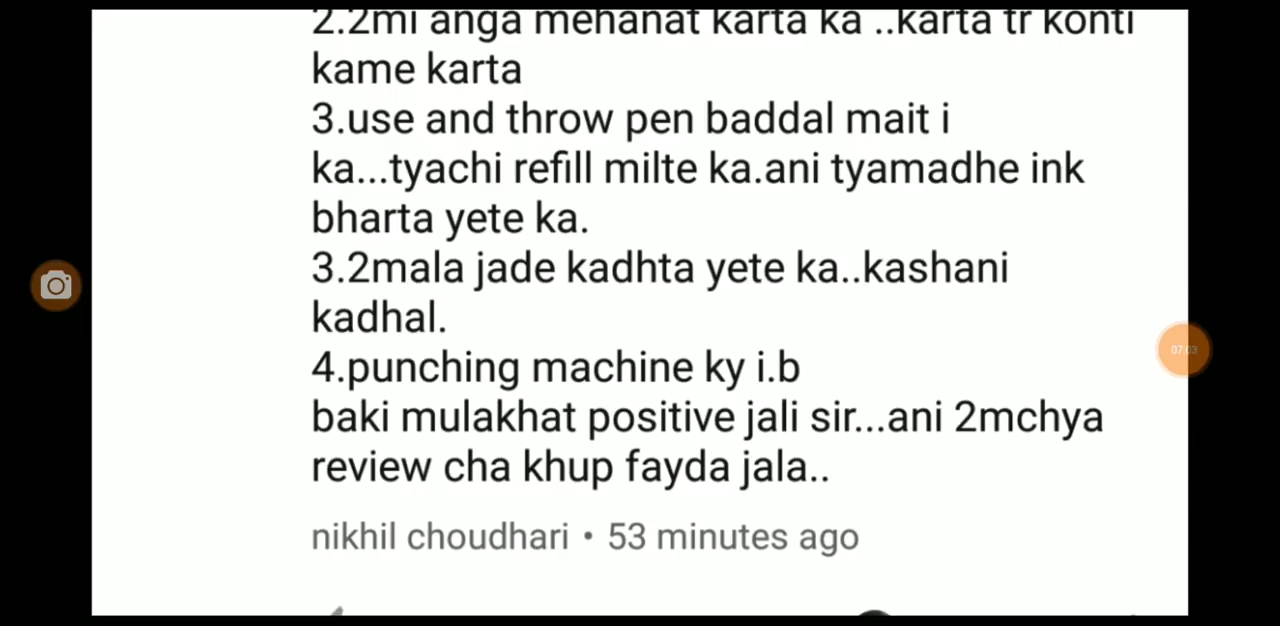 2.2mi anga mehanat karta ka ..karta tr konti
kame karta
3.use and throw pen baddal mait i
ka...tyachi refill milte ka.ani tyamadhe ink
bharta yete ka.
3.2mala jade kadhta yete ka..kashani
kadhal.
4.punching machine ky i.b
baki mulakhat positive jali sir...ani 2mchya
review cha khup fayda jala..
nikhil choudhari • 53 minutes ago
07:03